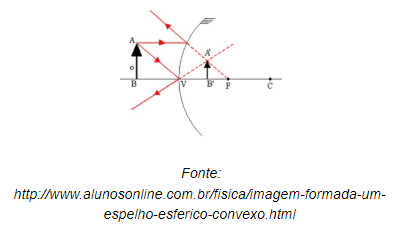 A
A'
o
B
V
B'
F
C
Fonte:
http://www.alunosonline.com.br/fisica/imagem-formada-um-
espelho-esferico-convexo.html